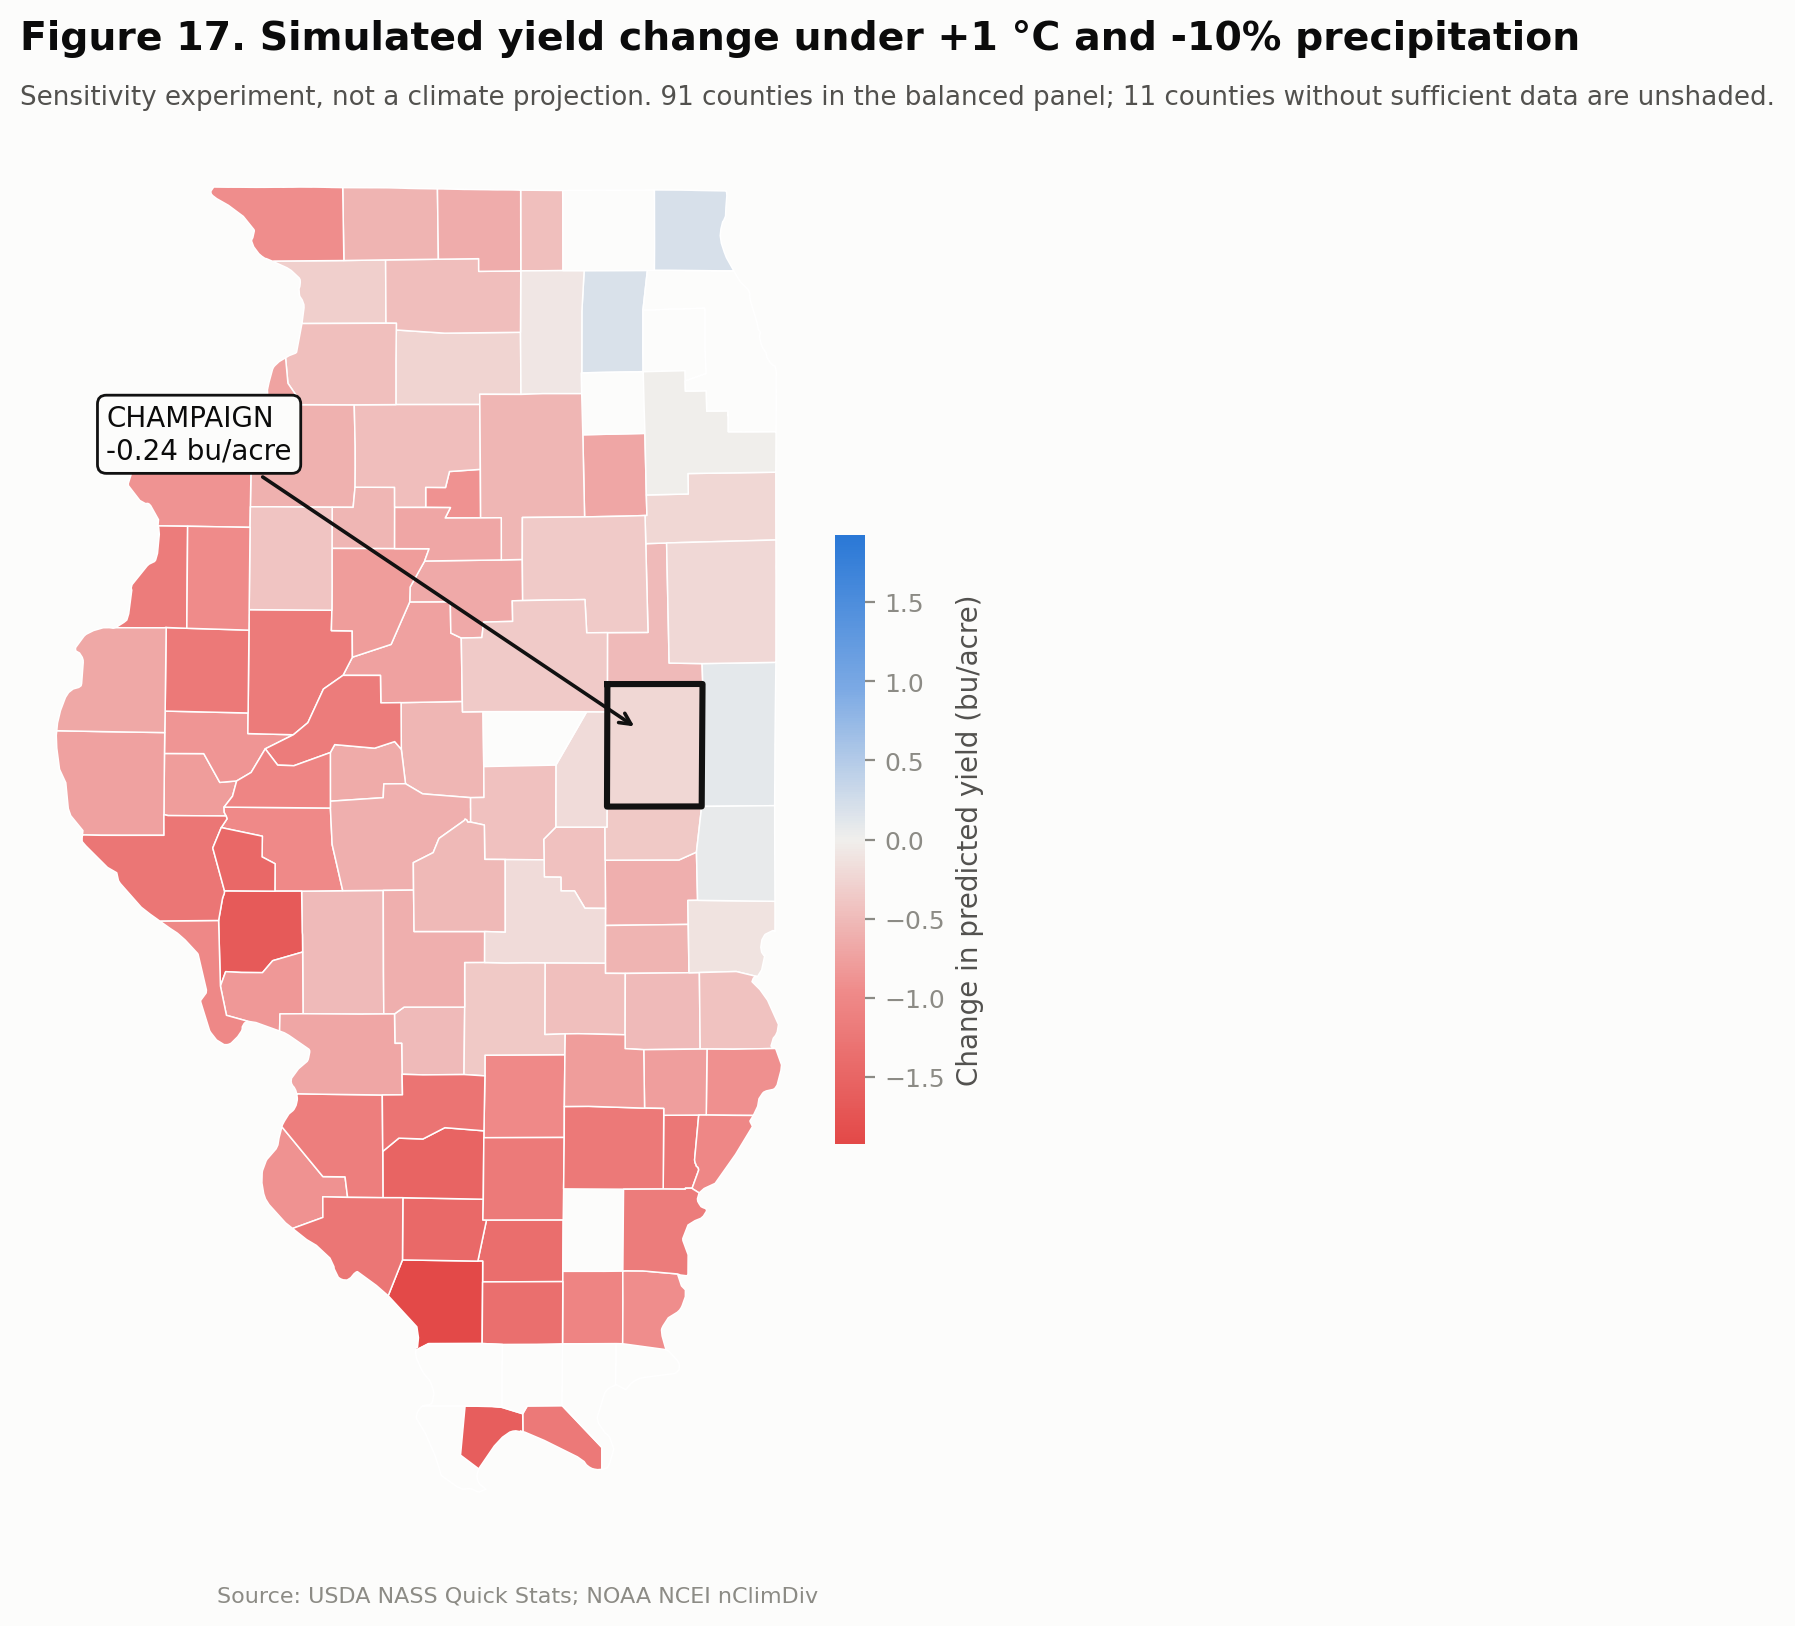 Figure 17. Simulated yield change under +1 °C and -10% precipitation
Sensitivity experiment, not a climate projection. 91 counties in the balanced panel; 11 counties without sufficient data are unshaded.
CHAMPAIGN
-0.24 bu/acre
1.5
1.0
0.5
0.0
−0.5
−1.0
−1.5
Change in predicted yield (bu/acre)
Source: USDA NASS Quick Stats; NOAA NCEI nClimDiv